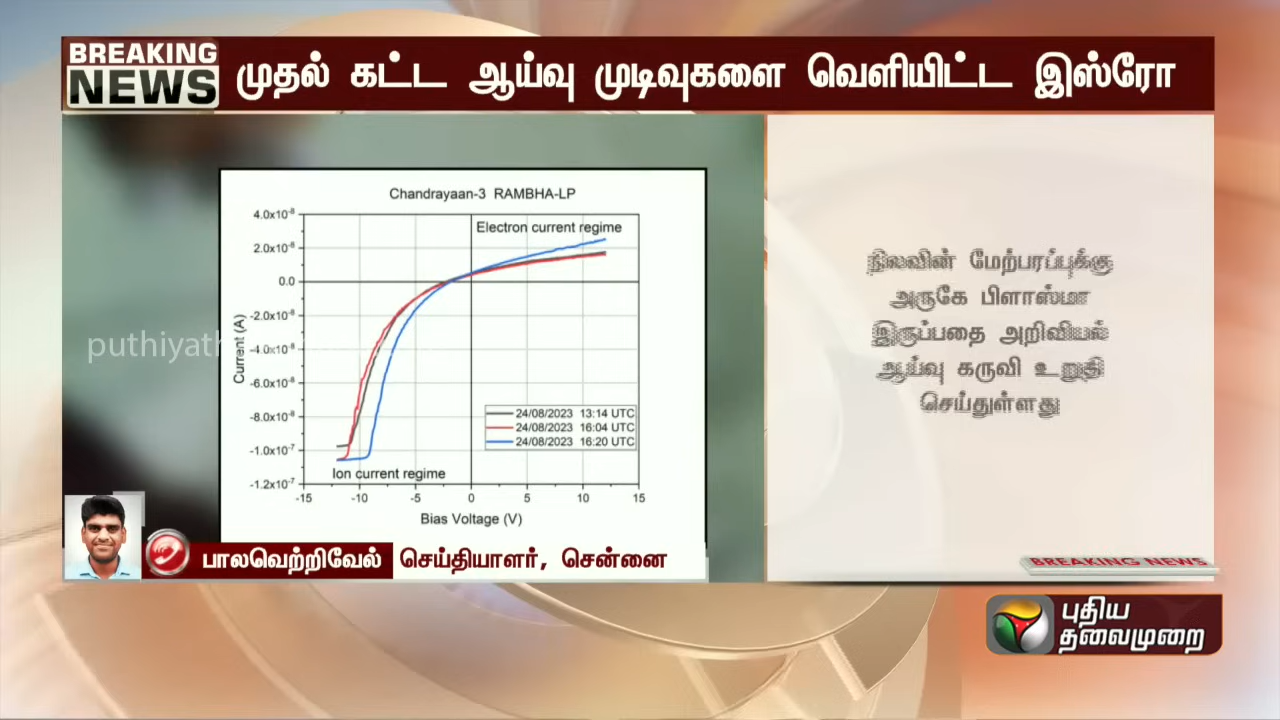 BREAKING
NEWS
முதல் கட்ட ஆய்வு முடிவுகளை வெளியிட்ட இஸ்ரோ
Chandrayaan-3 RAMBHA-LP
4.0x10⁻⁸
2.0x10⁻⁸
0.0
-2.0x10⁻⁸
-4.0x10⁻⁸
-6.0x10⁻⁸
-8.0x10⁻⁸
-1.0x10⁻⁷
-1.2x10⁻⁷
Current (A)
Electron current regime
24/08/2023 13:14 UTC
24/08/2023 16:04 UTC
24/08/2023 16:20 UTC
Ion current regime
-15 -10 -5 0 5 10 15
Bias Voltage (V)
நிலவின் மேற்பரப்புக்கு
அருகே பிளாஸ்மா
இருப்பதை அறிவியல்
ஆய்வு கருவி உறுதி
செய்துள்ளது
பாலவெற்றிவேல் செய்தியாளர், சென்னை
BREAKING NEWS
புதிய
தலைமுறை